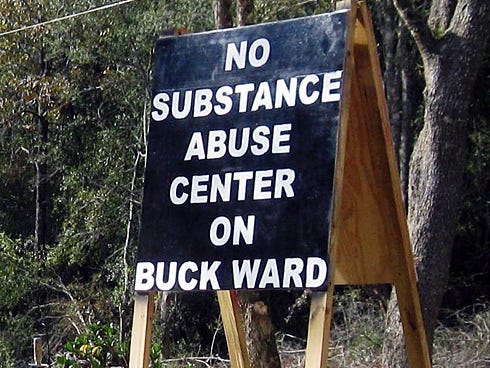 NO
SUBSTANCE
ABUSE
CENTER
ON
BUCK WARD